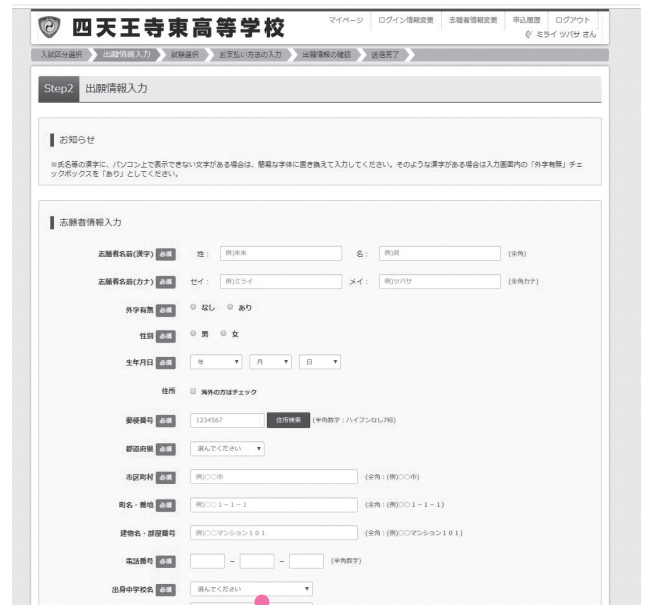 四天王寺東高等学校
マイページ ログイン情報変更 志願者情報変更 申込履歴 ログアウト
ミライ ツバサ さん
入試区分選択 出願情報入力 試験選択 お支払い方法の入力 出願情報の確認 送信完了
Step2 出願情報入力
お知らせ
※氏名等の漢字に、パソコン上で表示できない文字がある場合は、簡易な字体に置き換えて入力してください。そのような漢字がある場合は入力画面内の「外字有無」チェ
ックボックスを「あり」としてください。
志願者情報入力
志願者名前(漢字) 必須 姓: 例)未来 名: 例)翼 (全角)
志願者名前(カナ) 必須 セイ: 例)ミライ メイ: 例)ツバサ (全角カナ)
外字有無 必須 なし あり
性別 必須 男 女
生年月日 必須 年 月 日
住所 海外の方はチェック
郵便番号 必須 1234567 住所検索 (半角数字:ハイフンなし7桁)
都道府県 必須 選んでください
市区町村 必須 例)○○市 (全角:(例)○○市)
町名・番地 必須 例)○○1-1-1 (全角:(例)○○1-1-1)
建物名・部屋番号 例)○○マンション101 (全角:(例)○○マンション101)
電話番号 必須 - - (半角数字)
出身中学校名 必須 選んでください